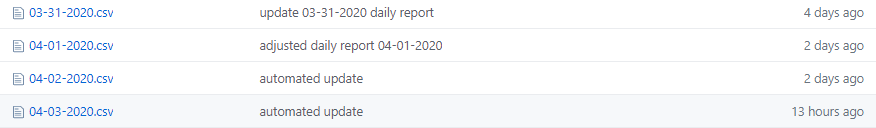 03-31-2020.csv update 03-31-2020 daily report 4 days ago
04-01-2020.csv adjusted daily report 04-01-2020 2 days ago
04-02-2020.csv automated update 2 days ago
04-03-2020.csv automated update 13 hours ago